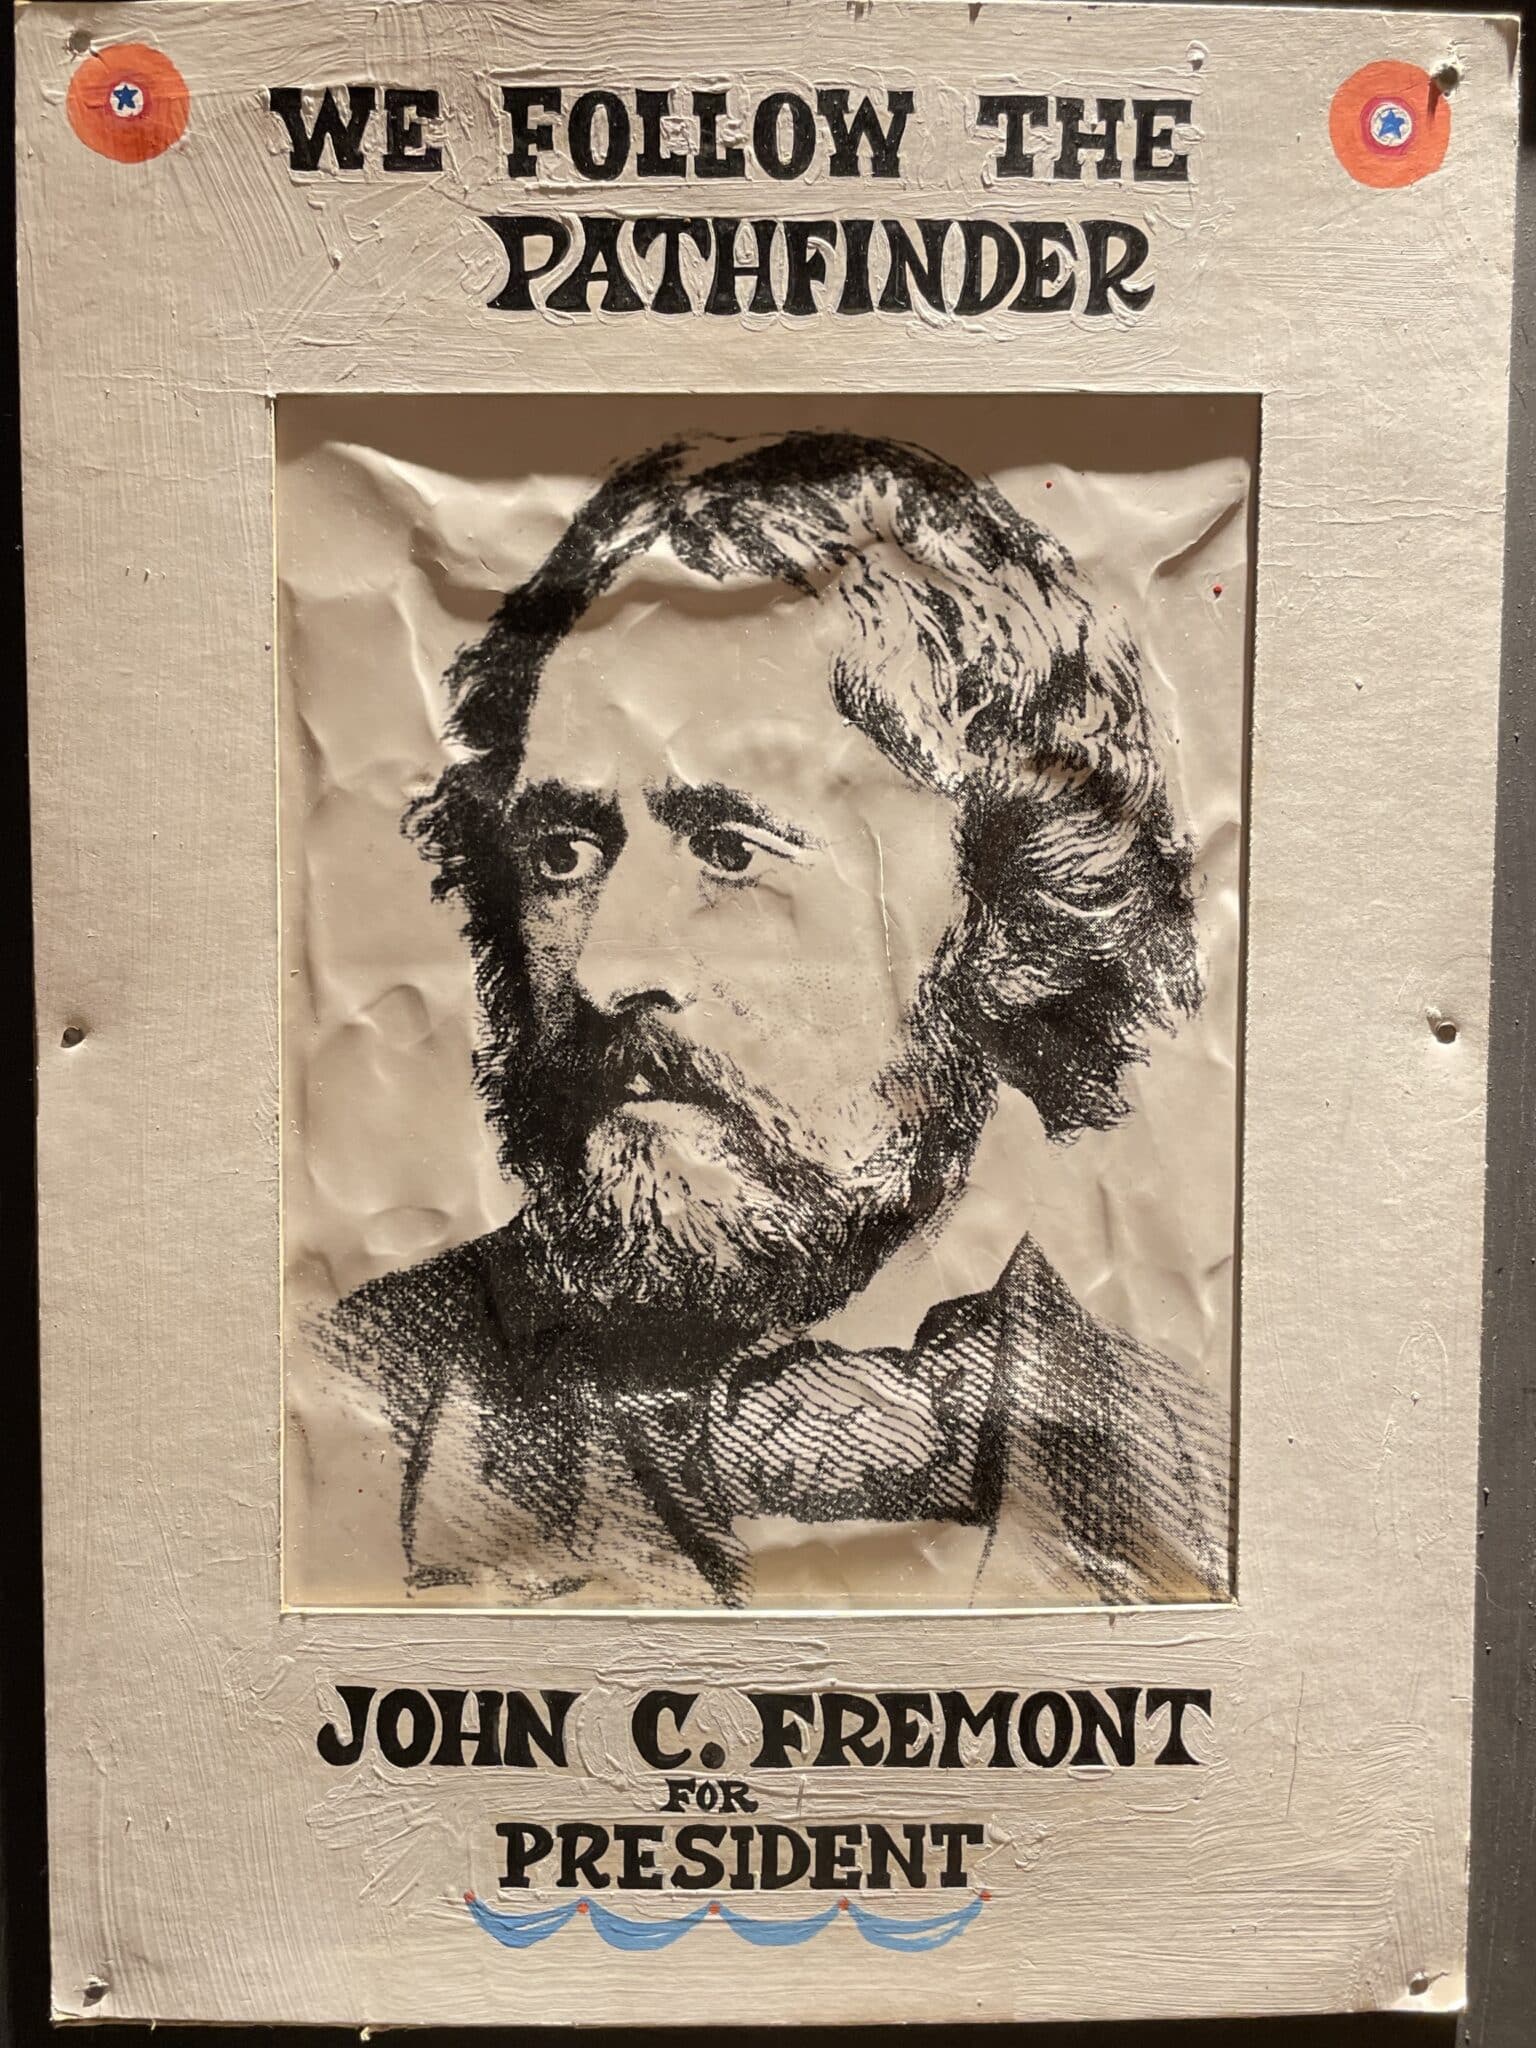 WE FOLLOW THE
PATHFINDER
JOHN C. FREMONT
FOR
PRESIDENT